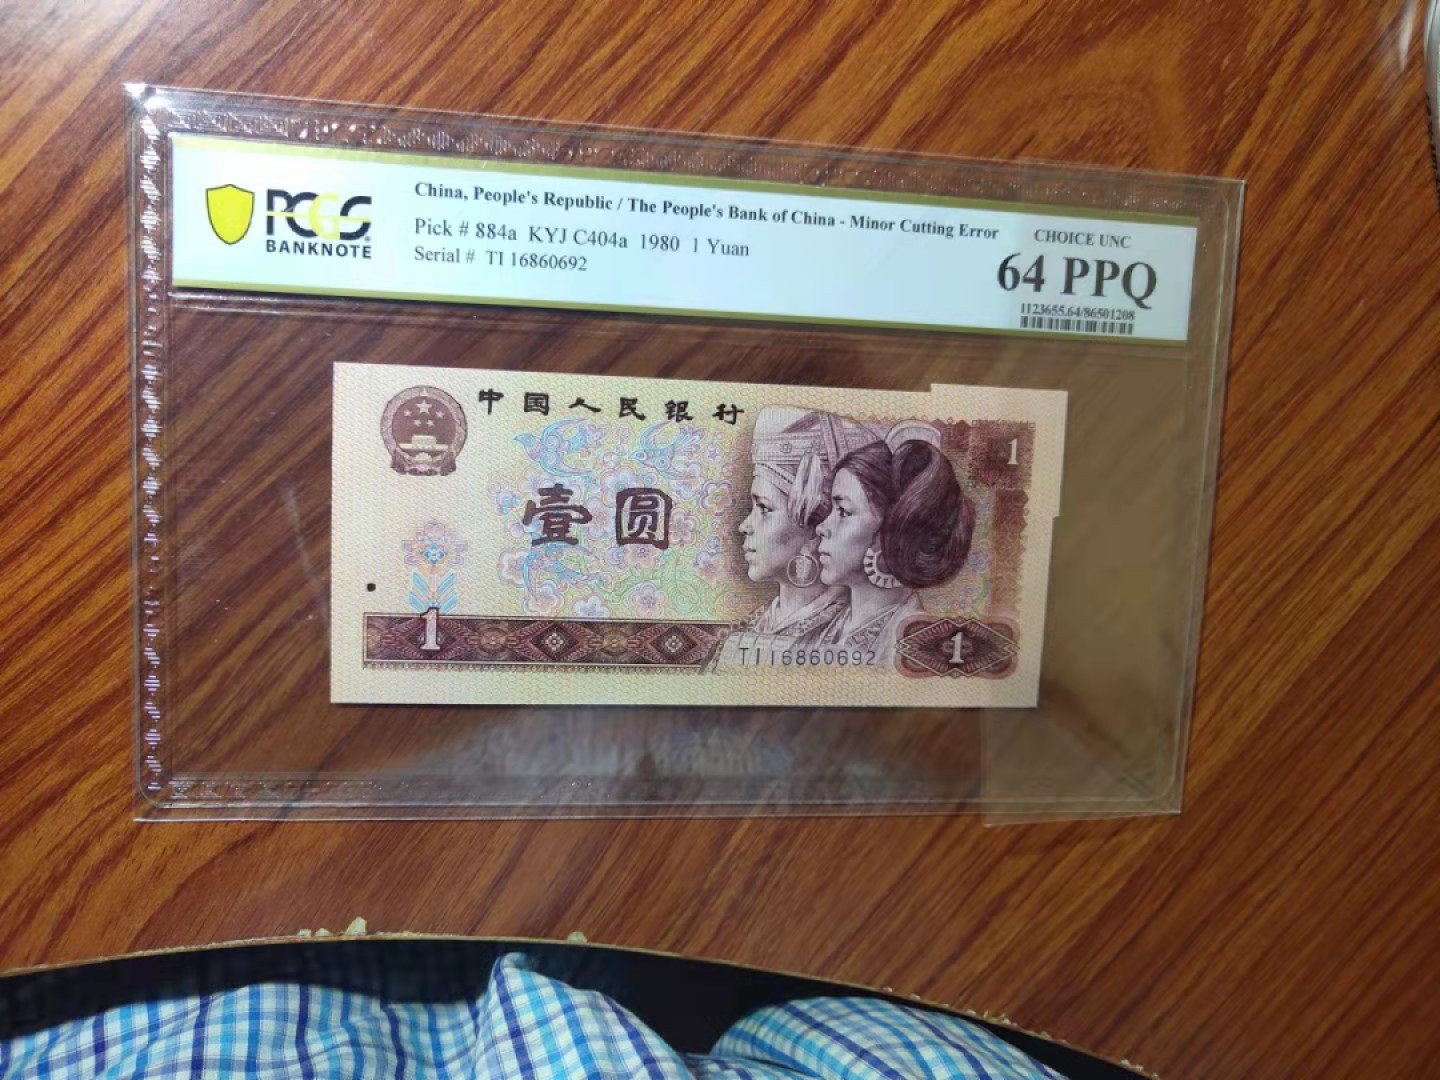 PCGS
BANKNOTE
China, People's Republic / The People's Bank of China - Minor Cutting Error
Pick # 884a KYJ C404a 1980 1 Yuan
Serial # TI 16860692
CHOICE UNC
64 PPQ
1123655.64/86501208
中国人民银行
1
壹圆
1
TI16860692
1